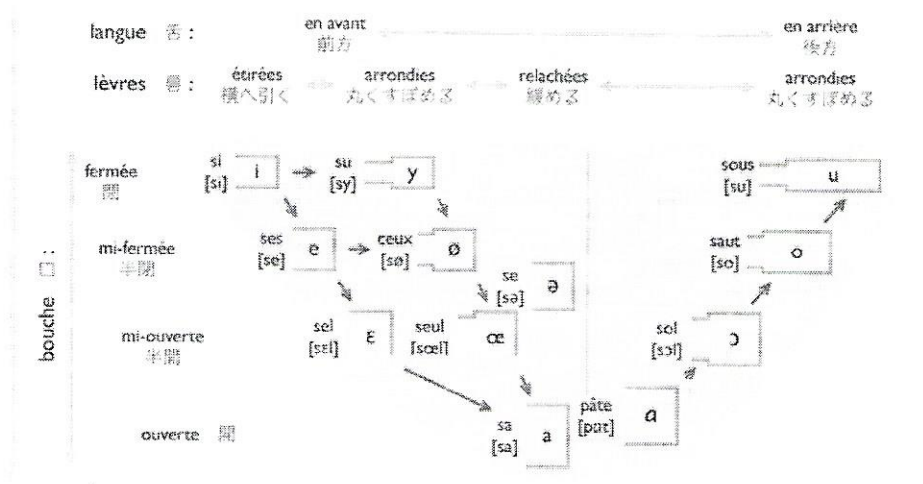 langue 舌 : en avant en arrière
前方 後方
lèvres 唇 : étirées arrondies relachées arrondies
横へ引く 丸くすぼめる 緩める 丸くすぼめる
bouche 口 :
fermée
閉
si
[si] i
su
[sy] y
sous
[su] u
mi-fermée
半閉
ses
[se] e
ceux
[sø] ø
se
[sə] ə
saut
[so] o
mi-ouverte
半開
sel
[sɛl] ɛ
seul
[sœl] œ
sol
[sɔl] ɔ
ouverte 開
sa
[sa] a
pâte
[pɑt] ɑ